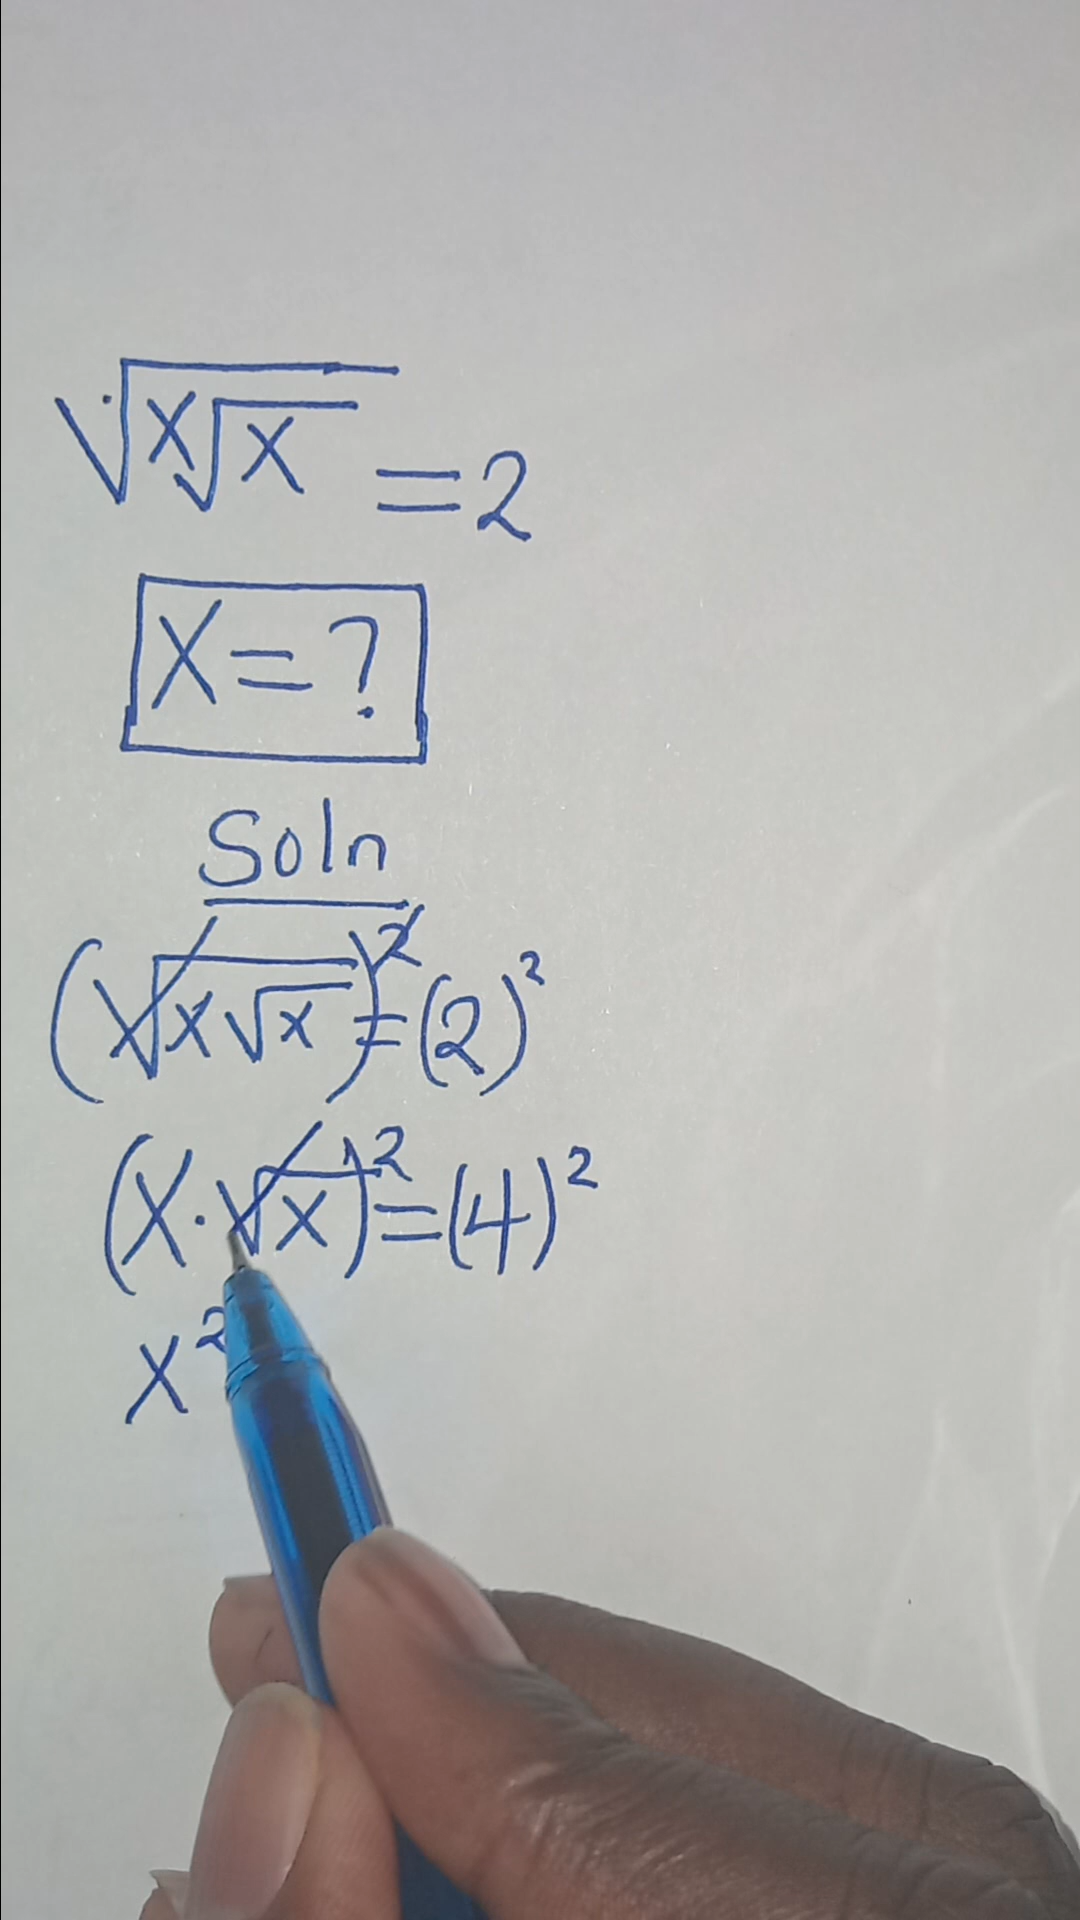 √(x√x) = 2
X = ?
Soln
(√(x√x))² = (2)²
(X·√x)² = (4)²
x²